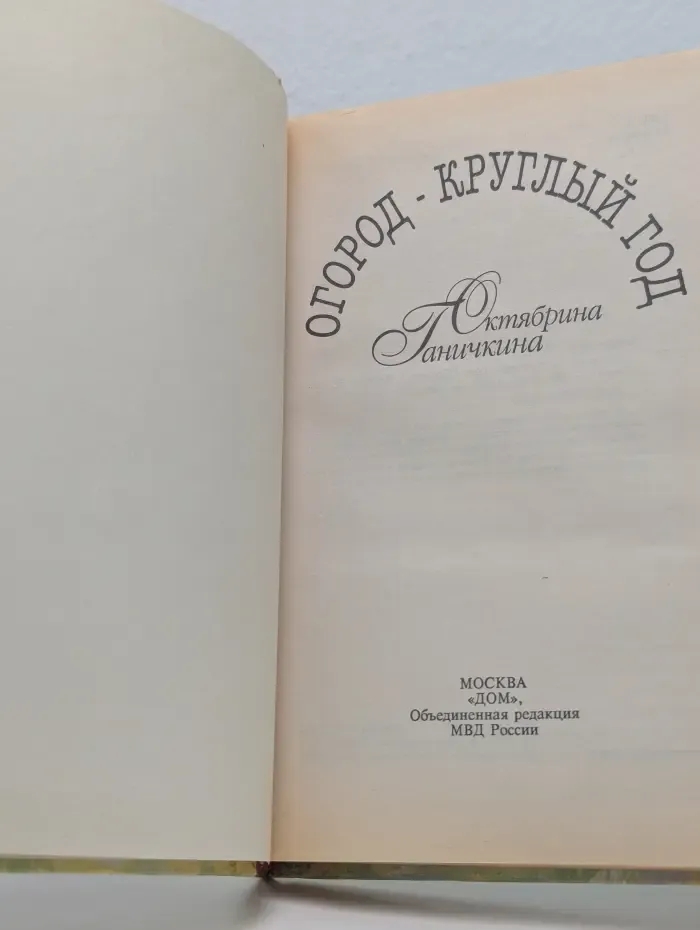 ОГОРОД - КРУГЛЫЙ ГОД
Октябрина
Ганичкина
МОСКВА
«ДОМ»,
Объединенная редакция
МВД России